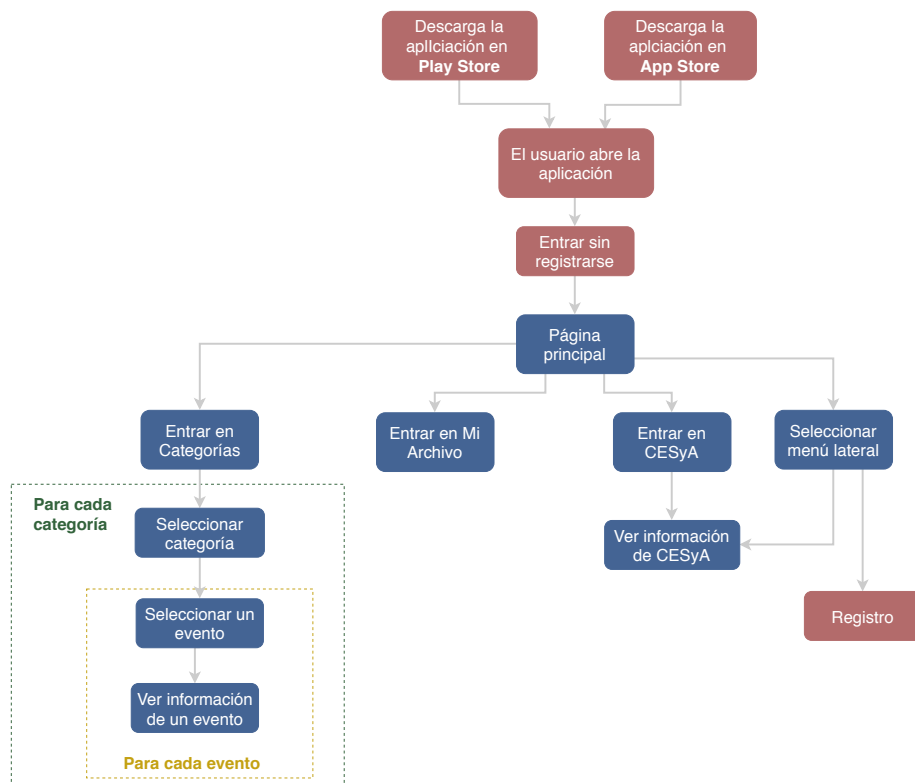 Descarga la
aplIciación en
Play Store
Descarga la
aplciación en
App Store
El usuario abre la
aplicación
Entrar sin
registrarse
Página
principal
Entrar en
Categorías
Entrar en Mi
Archivo
Entrar en
CESyA
Seleccionar
menú lateral
Para cada
categoría
Seleccionar
categoría
Ver información
de CESyA
Seleccionar un
evento
Registro
Ver información
de un evento
Para cada evento